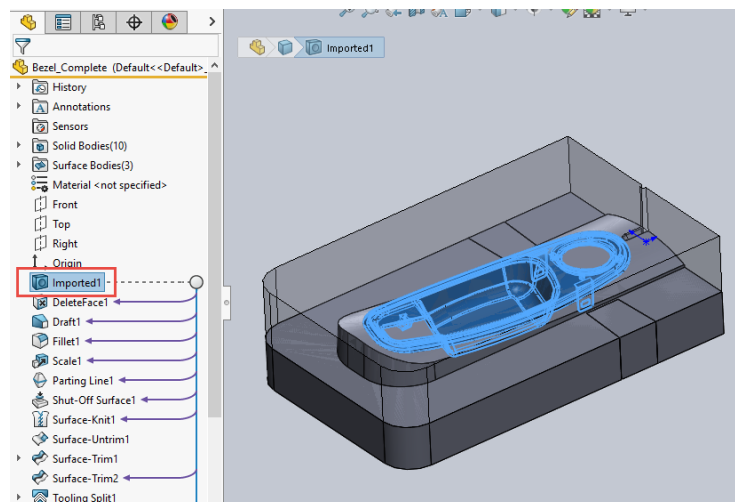 Imported1
Bezel_Complete (Default<<Default>_
History
Annotations
Sensors
Solid Bodies(10)
Surface Bodies(3)
Material <not specified>
Front
Top
Right
Origin
Imported1
DeleteFace1
Draft1
Fillet1
Scale1
Parting Line1
Shut-Off Surface1
Surface-Knit1
Surface-Untrim1
Surface-Trim1
Surface-Trim2
Tooling Split1